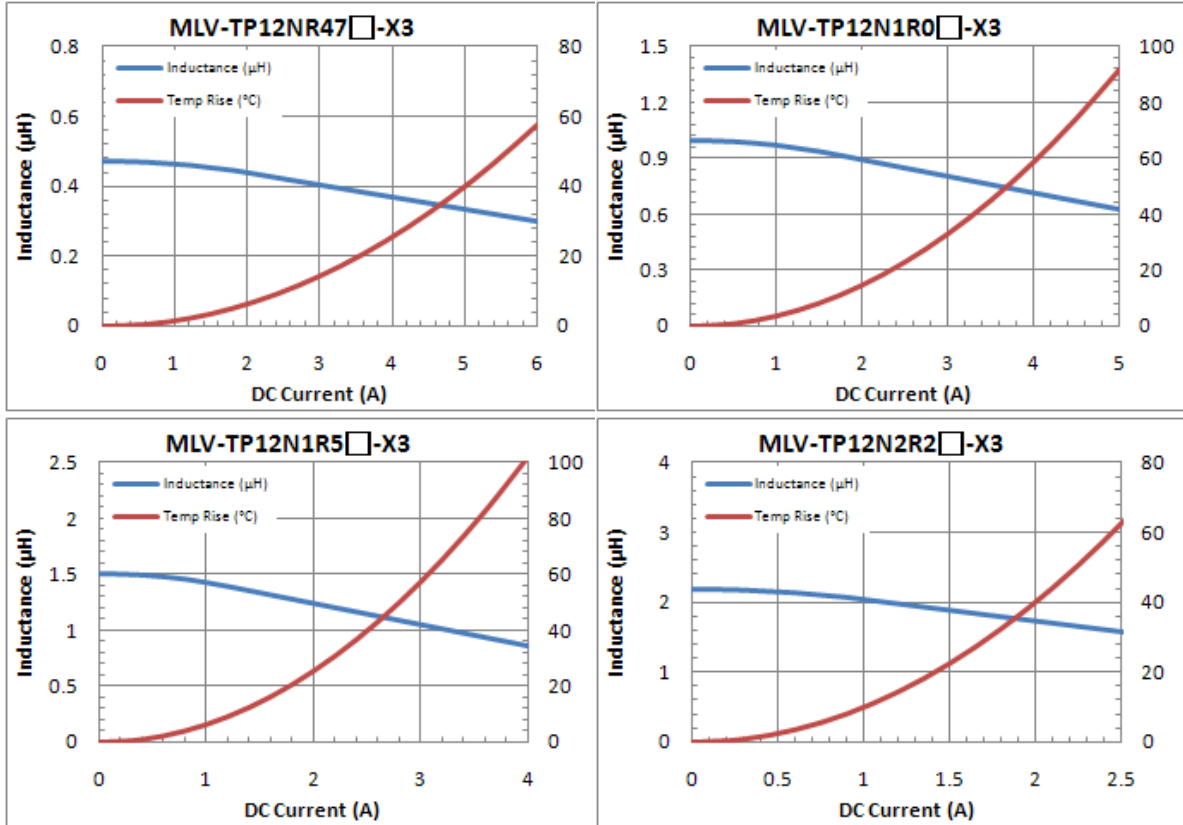 MLV-TP12NR47□-X3
0.8
0.6
0.4
0.2
0
80
60
40
20
0
Inductance (µH)
Temp Rise (°C)
Inductance (µH)
0 1 2 3 4 5 6
DC Current (A)
MLV-TP12N1R0□-X3
1.5
1.2
0.9
0.6
0.3
0
100
80
60
40
20
0
Inductance (µH)
Temp Rise (°C)
Inductance (µH)
0 1 2 3 4 5
DC Current (A)
MLV-TP12N1R5□-X3
2.5
2
1.5
1
0.5
0
100
80
60
40
20
0
Inductance (µH)
Temp Rise (°C)
Inductance (µH)
0 1 2 3 4
DC Current (A)
MLV-TP12N2R2□-X3
4
3
2
1
0
80
60
40
20
0
Inductance (µH)
Temp Rise (°C)
Inductance (µH)
0 0.5 1 1.5 2 2.5
DC Current (A)